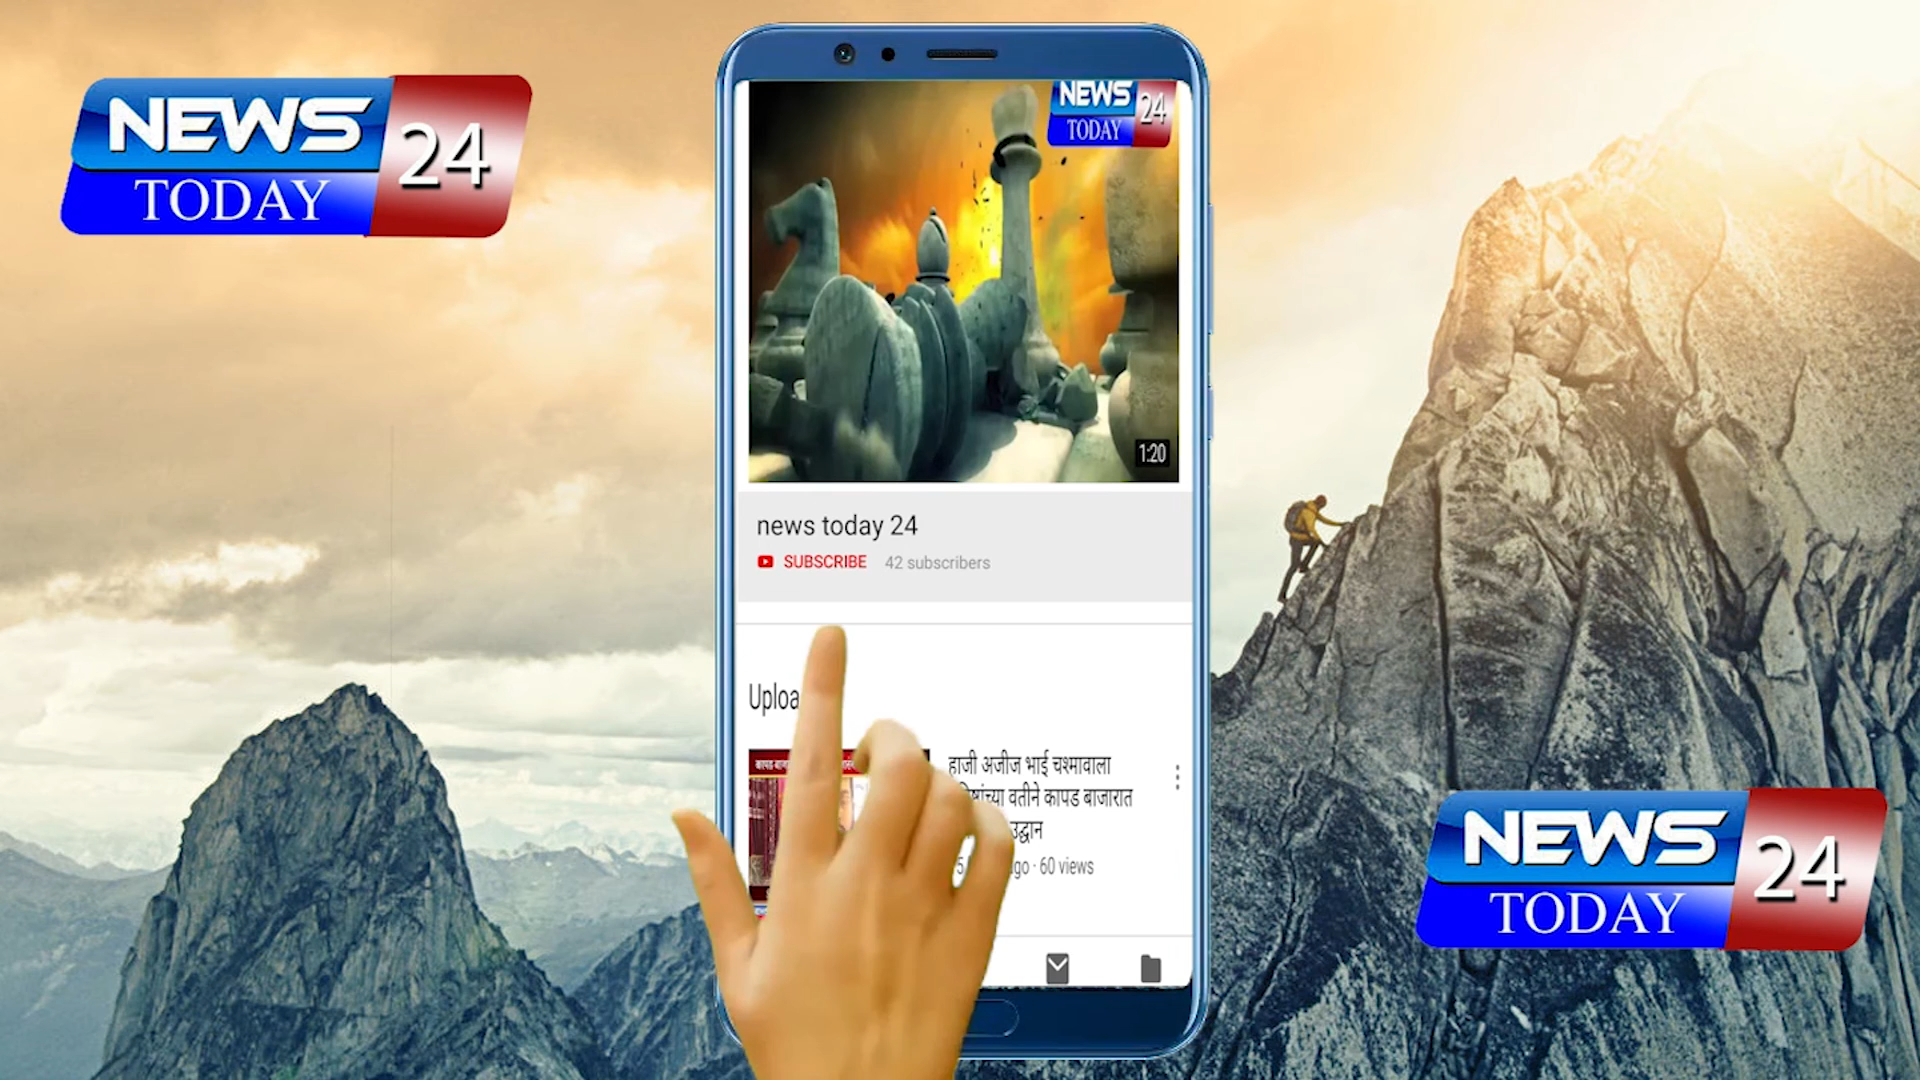 NEWS
TODAY
24
NEWS
TODAY
24
1:20
news today 24
SUBSCRIBE 42 subscribers
Uploa
हाजी अजीज भाई चश्मावाला
वतीने कापड बाजारात
उद्घान
ago · 60 views
NEWS
TODAY
24